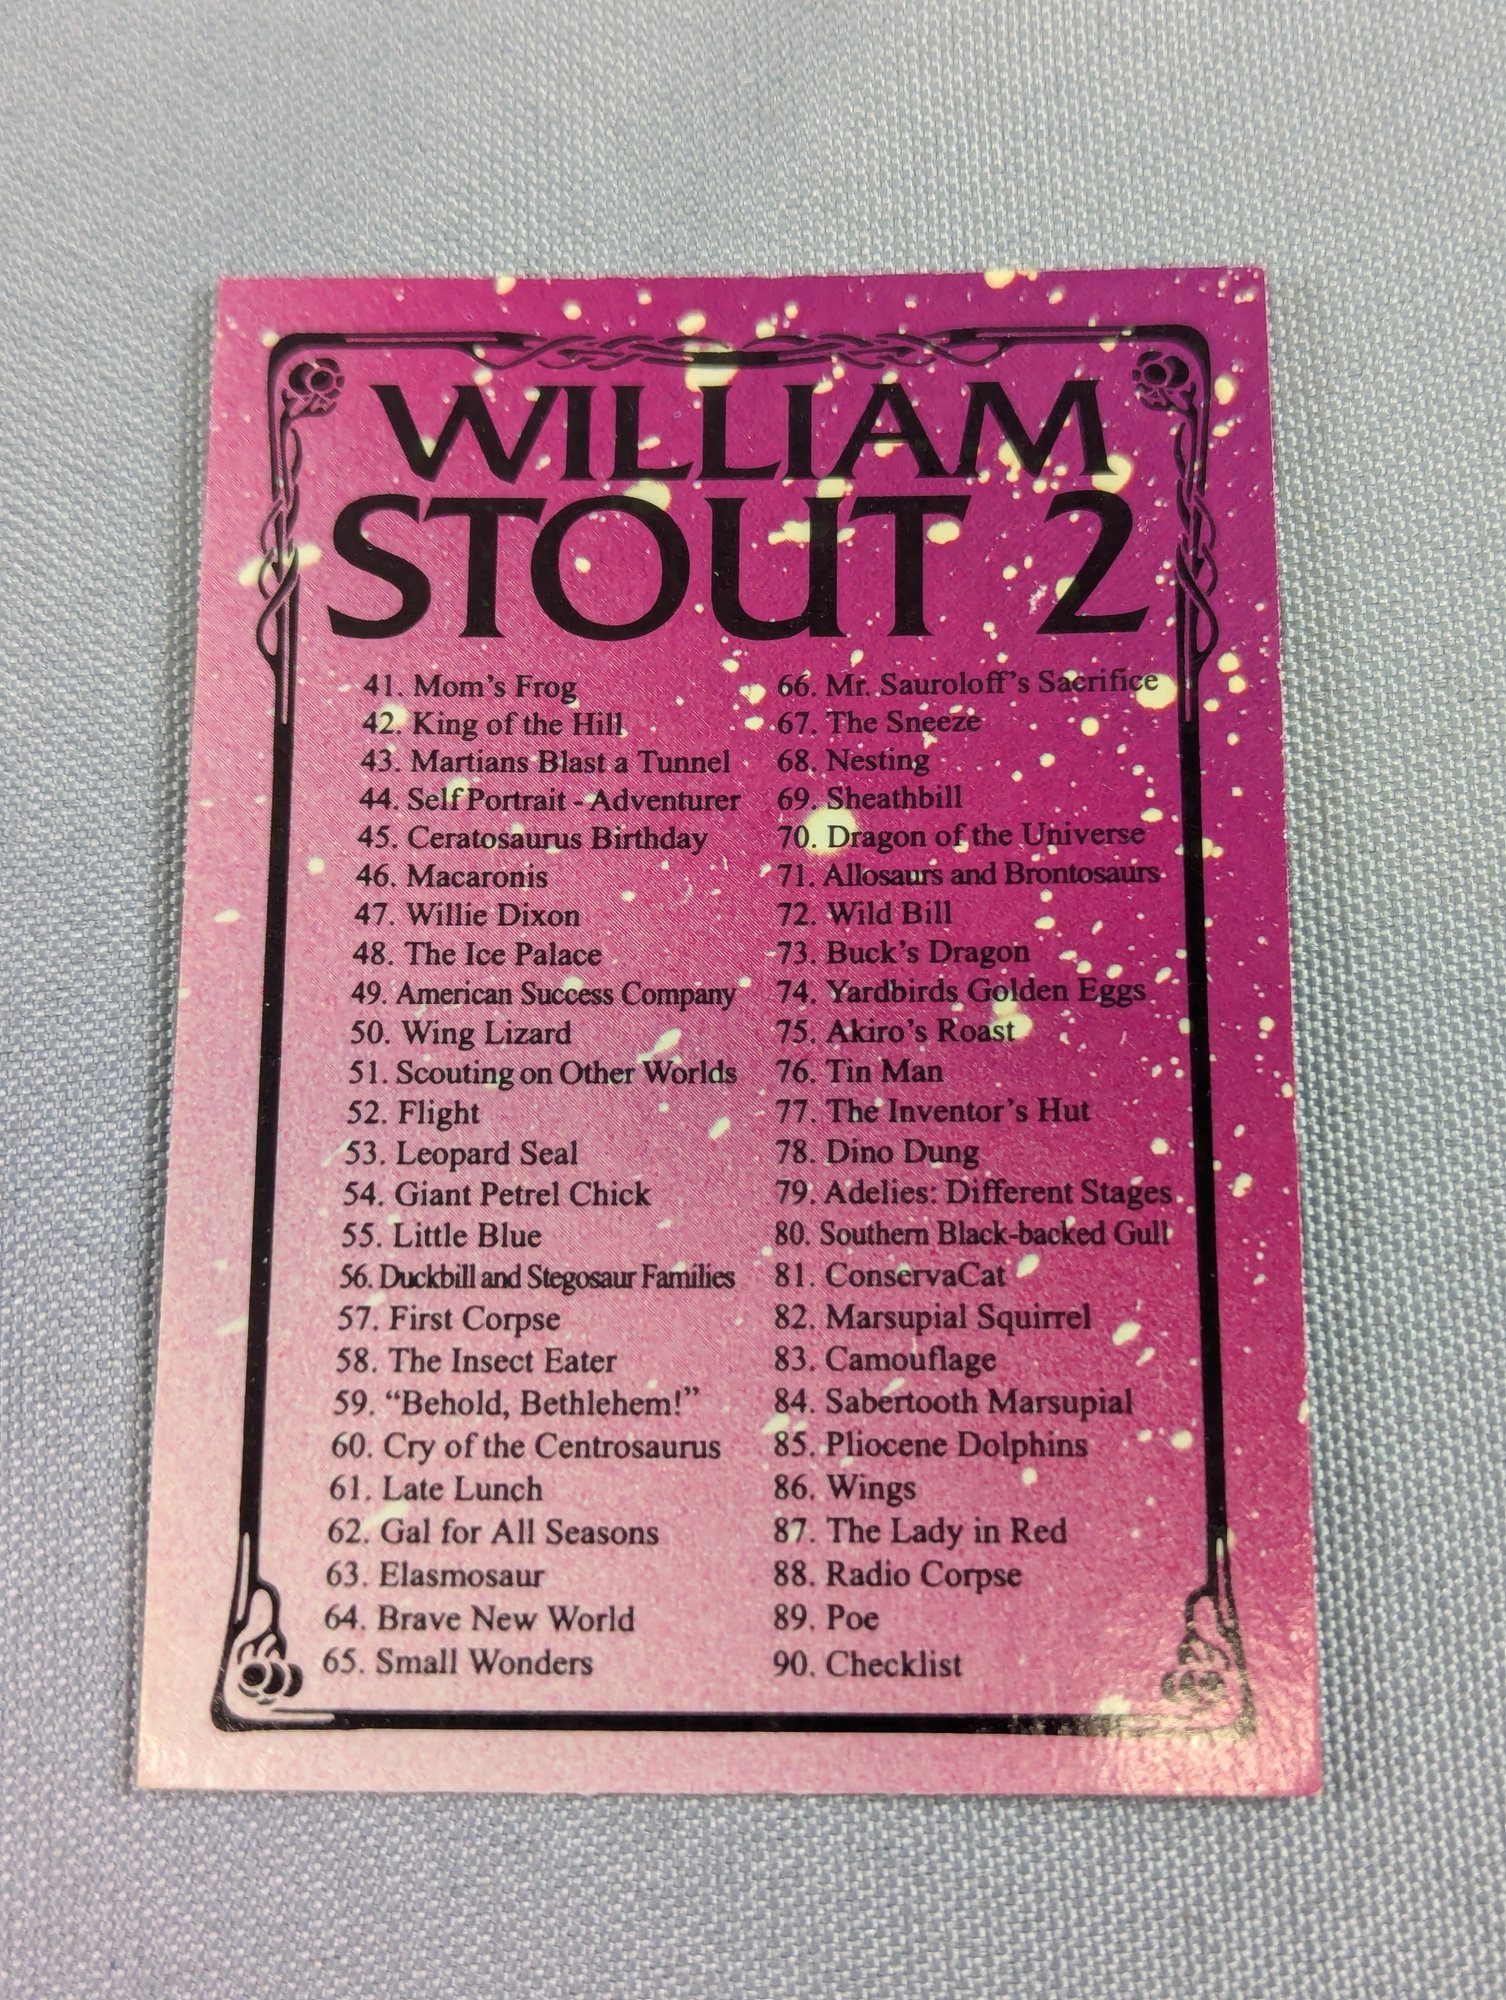 WILLIAM
STOUT 2
41. Mom's Frog
42. King of the Hill
43. Martians Blast a Tunnel
44. Self Portrait - Adventurer
45. Ceratosaurus Birthday
46. Macaronis
47. Willie Dixon
48. The Ice Palace
49. American Success Company
50. Wing Lizard
51. Scouting on Other Worlds
52. Flight
53. Leopard Seal
54. Giant Petrel Chick
55. Little Blue
56. Duckbill and Stegosaur Families
57. First Corpse
58. The Insect Eater
59. “Behold, Bethlehem!”
60. Cry of the Centrosaurus
61. Late Lunch
62. Gal for All Seasons
63. Elasmosaur
64. Brave New World
65. Small Wonders
66. Mr. Sauroloff's Sacrifice
67. The Sneeze
68. Nesting
69. Sheathbill
70. Dragon of the Universe
71. Allosaurs and Brontosaurs
72. Wild Bill
73. Buck's Dragon
74. Yardbirds Golden Eggs
75. Akiro's Roast
76. Tin Man
77. The Inventor's Hut
78. Dino Dung
79. Adelies: Different Stages
80. Southern Black-backed Gull
81. ConservaCat
82. Marsupial Squirrel
83. Camouflage
84. Sabertooth Marsupial
85. Pliocene Dolphins
86. Wings
87. The Lady in Red
88. Radio Corpse
89. Poe
90. Checklist